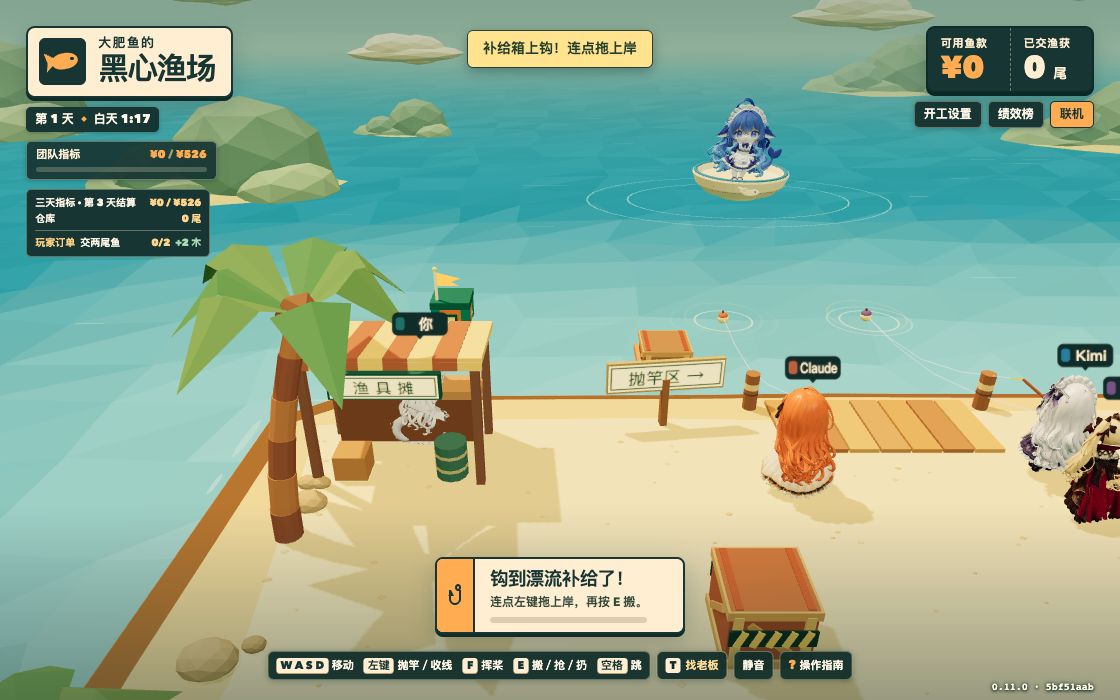 大肥鱼的
黑心渔场
第 1 天 • 白天 1:17
团队指标 ¥0 / ¥526
三天指标 • 第 3 天结算 ¥0 / ¥526
仓库 0 尾
玩家订单 交两尾鱼 0/2 +2 木
补给箱上钩！连点拖上岸
可用鱼款
¥0
已交渔获
0 尾
开工设置
绩效榜
联机
你
渔具摊
抛竿区 →
Claude
Kimi
钩到漂流补给了！
连点左键拖上岸，再按 E 搬。
W A S D 移动 左键 抛竿 / 收线 F 挥桨 E 搬 / 抢 / 扔 空格 跳
T 找老板
静音
? 操作指南
0.11.0 · 5bf51aab